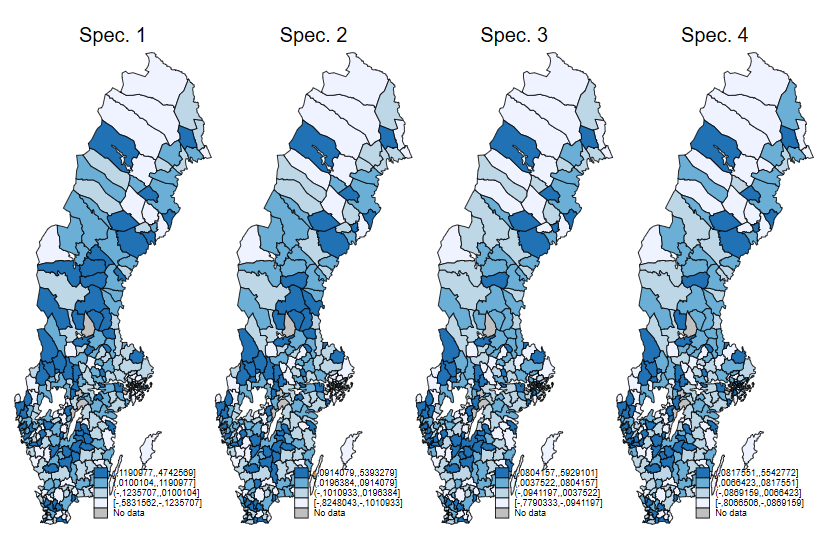 Spec. 1
Spec. 2
Spec. 3
Spec. 4
(.1190977,.4742569]
(.0100104,.1190977]
(-.1235707,.0100104]
[-.5831562,-.1235707]
No data
(.0914079,.5393279]
(.0196384,.0914079]
(-.1010933,.0196384]
[-.8248043,-.1010933]
No data
(.0804157,.5929101]
(.0037522,.0804157]
(-.0941197,.0037522]
[-.7790333,-.0941197]
No data
(.0817551,.5542772]
(.0066423,.0817551]
(-.0869159,.0066423]
[-.8066506,-.0869159]
No data